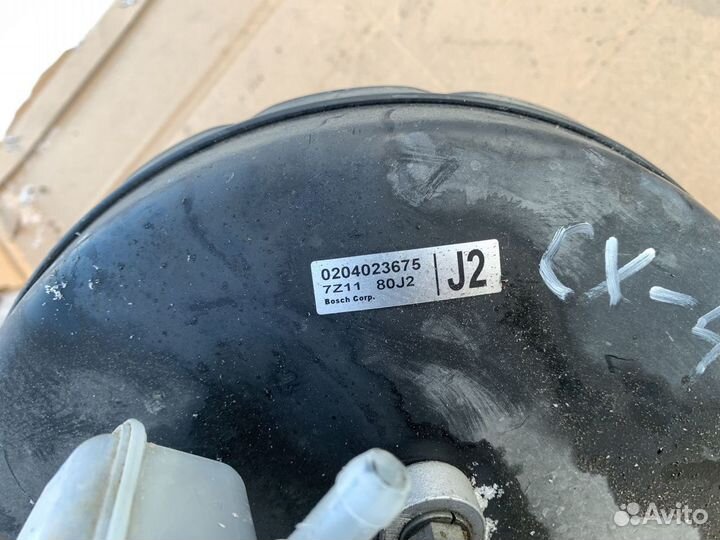 0204023675
7Z11 80J2
Bosch Corp.
J2
CX-5
Avito